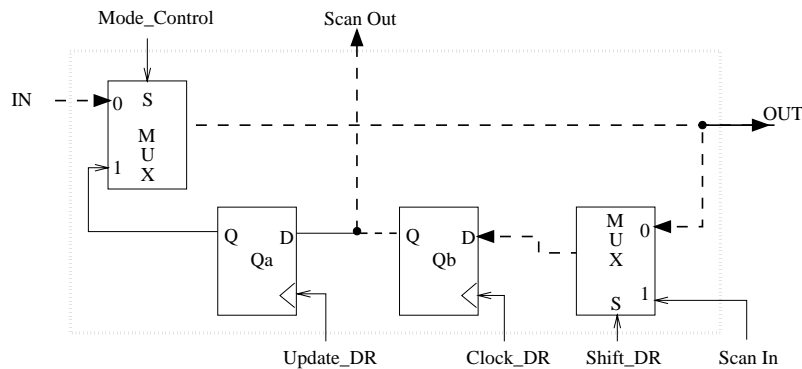 Mode_Control
Scan Out
IN
0
S
M
U
X
1
OUT
Q
D
Qa
Q
D
Qb
M
U
X
0
1
S
Update_DR
Clock_DR
Shift_DR
Scan In